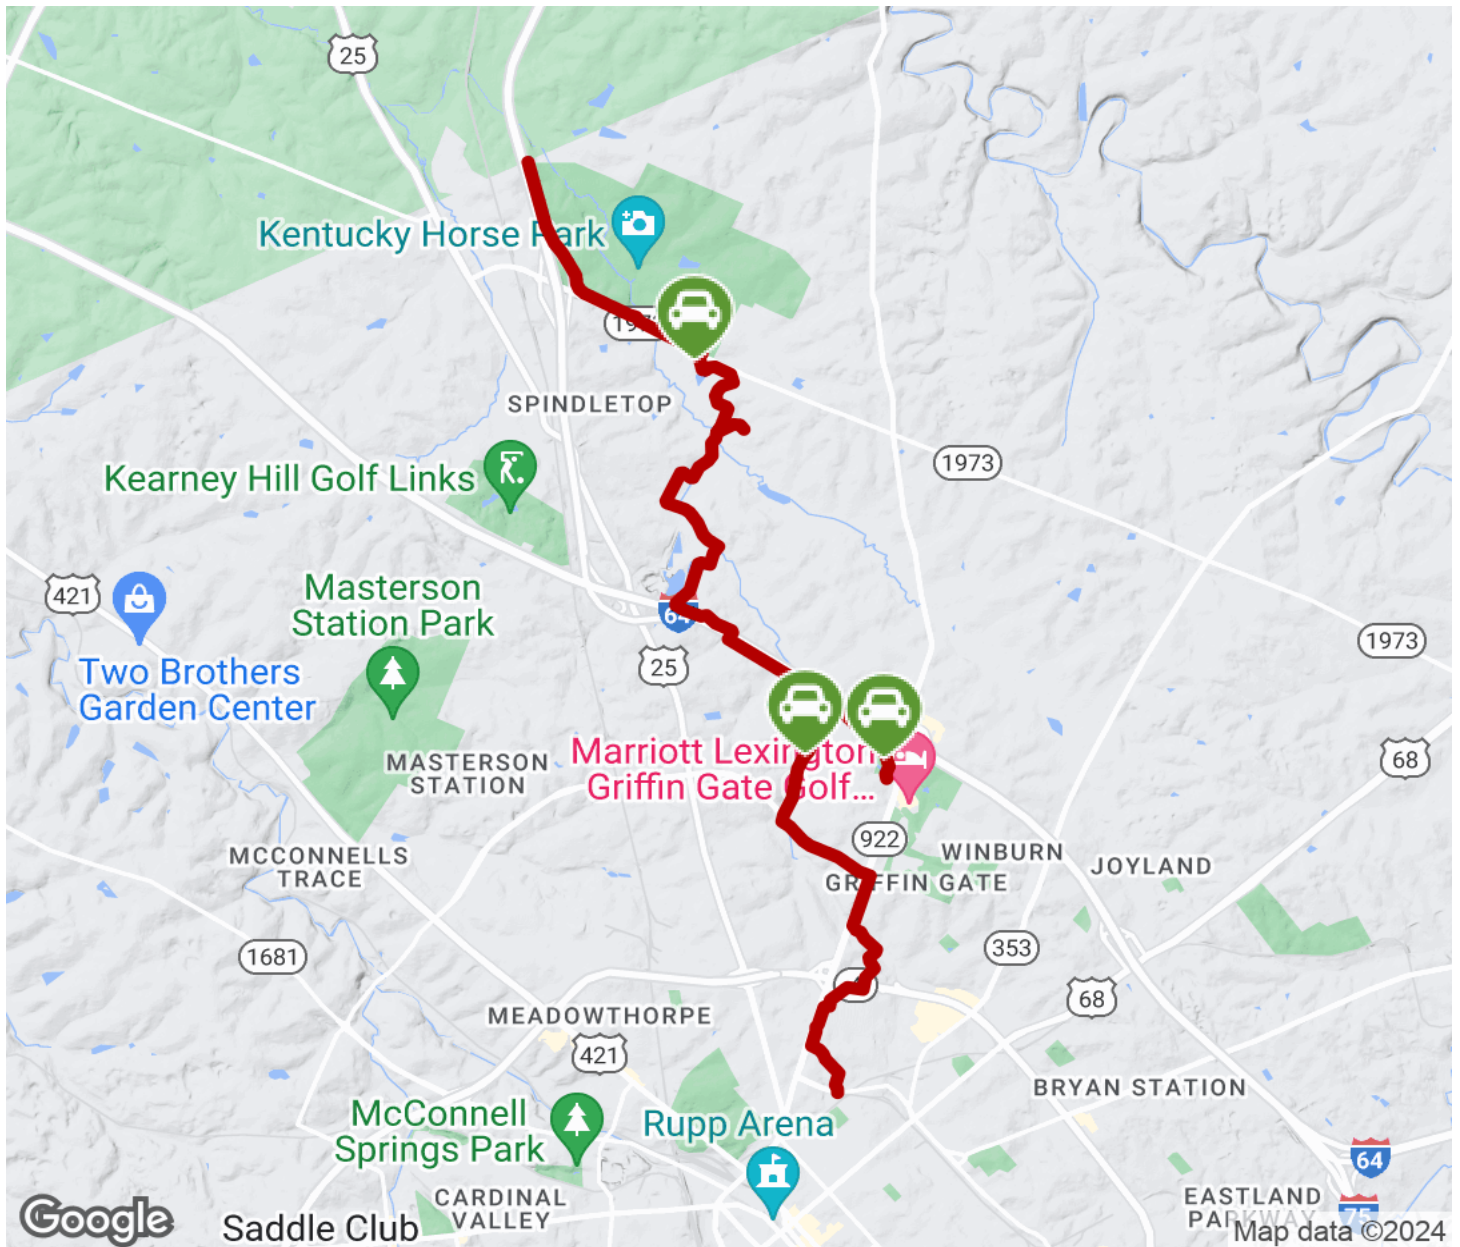 25
Kentucky Horse Park
SPINDLETOP
Kearney Hill Golf Links
1973
421
Masterson
Station Park
64
25
1973
Two Brothers
Garden Center
MASTERSON
STATION
Marriott Lexington
Griffin Gate Golf...
68
922
MCCONNELLS
TRACE
WINBURN
JOYLAND
GRIFFIN GATE
1681
353
68
MEADOWTHORPE
421
BRYAN STATION
McConnell
Springs Park
Rupp Arena
64
CARDINAL
VALLEY
EASTLAND
PARKWAY
75
Google
Saddle Club
Map data ©2024